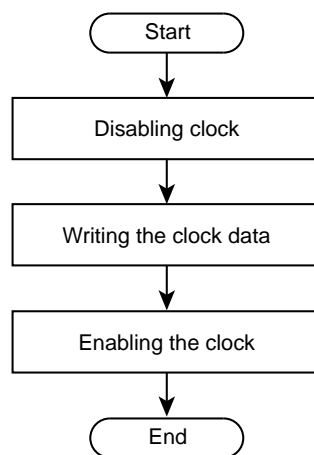 Start
Disabling clock
Writing the clock data
Enabling the clock
End